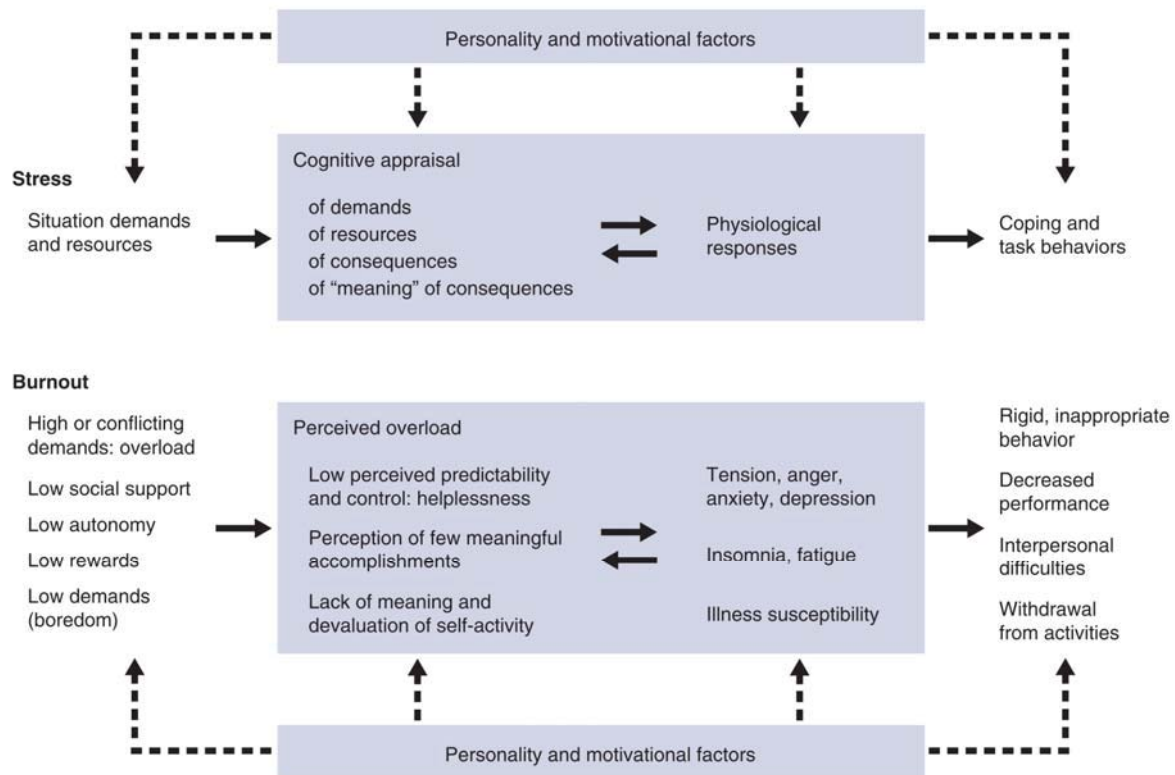 Personality and motivational factors
Stress
Situation demands
and resources
Cognitive appraisal
of demands
of resources
of consequences
of “meaning” of consequences
Physiological
responses
Coping and
task behaviors
Burnout
High or conflicting
demands: overload
Low social support
Low autonomy
Low rewards
Low demands
(boredom)
Perceived overload
Low perceived predictability
and control: helplessness
Perception of few meaningful
accomplishments
Lack of meaning and
devaluation of self-activity
Tension, anger,
anxiety, depression
Insomnia, fatigue
Illness susceptibility
Rigid, inappropriate
behavior
Decreased
performance
Interpersonal
difficulties
Withdrawal
from activities
Personality and motivational factors